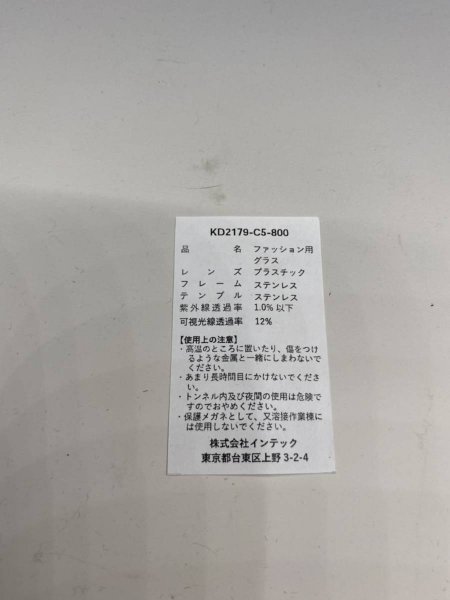 KD2179-C5-800
品名 ファッション用
グラス
レンズ プラスチック
フレーム ステンレス
テンプル ステンレス
紫外線透過率 1.0% 以下
可視光線透過率 12%
【使用上の注意】
・高温のところに置いたり、傷をつけ
るような金属と一緒にしまわないで
ください。
・あまり長時間目にかけないでくださ
い。
・トンネル内及び夜間の使用は危険で
すのでおやめください。
・保護メガネとして、又溶接作業棟に
は使用しないでください。
株式会社インテック
東京都台東区上野 3-2-4